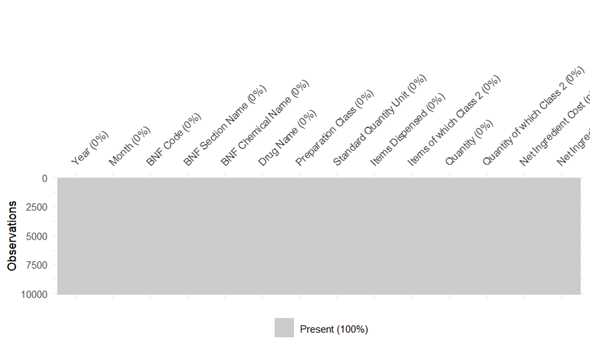 Year (0%)
Month (0%)
BNF Code (0%)
BNF Section Name (0%)
BNF Chemical Name (0%)
Drug Name (0%)
Preparation Class (0%)
Standard Quantity Unit (0%)
Items Dispensed (0%)
Items of which Class 2 (0%)
Quantity (0%)
Quantity of which Class 2 (0%)
Net Ingredient Cost (0
Net Ingredi
Observations
0
2500
5000
7500
10000
Present (100%)